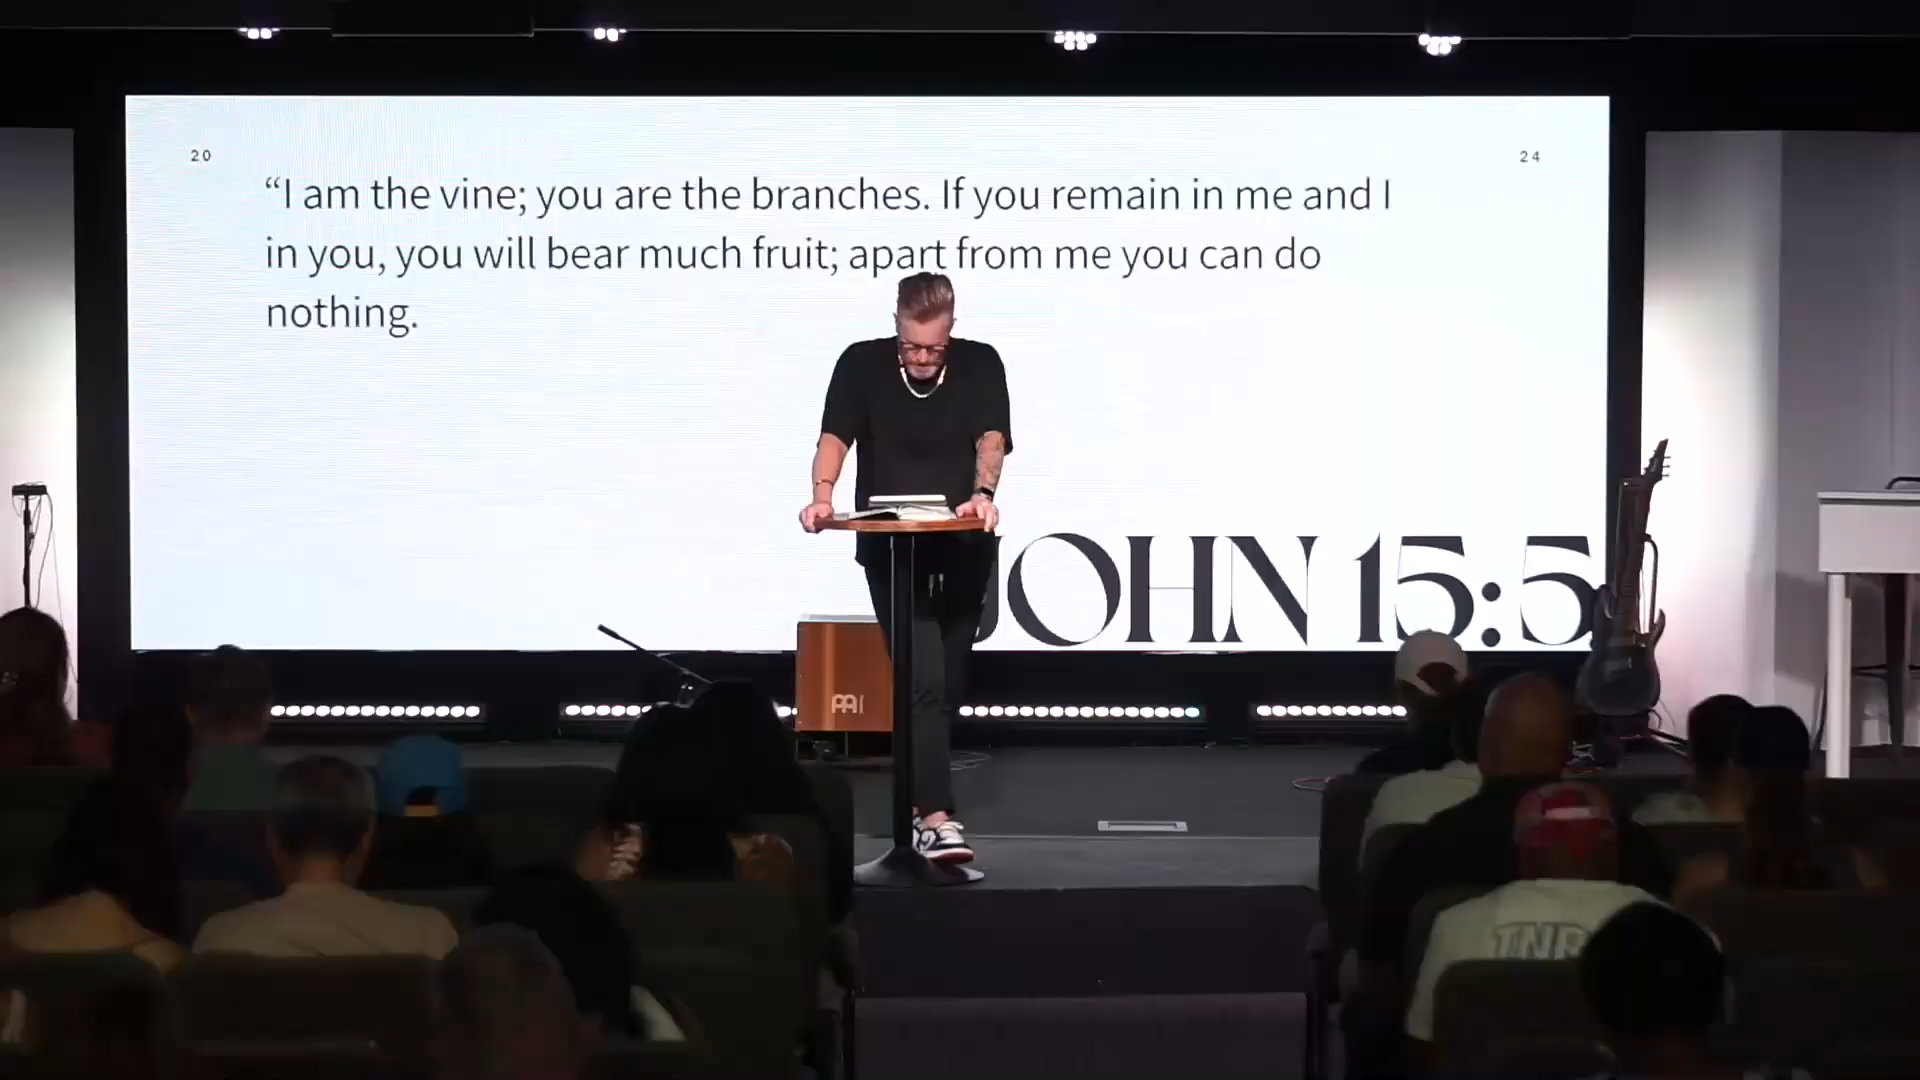 20
24
“I am the vine; you are the branches. If you remain in me and I
in you, you will bear much fruit; apart from me you can do
nothing.
JOHN 15:5